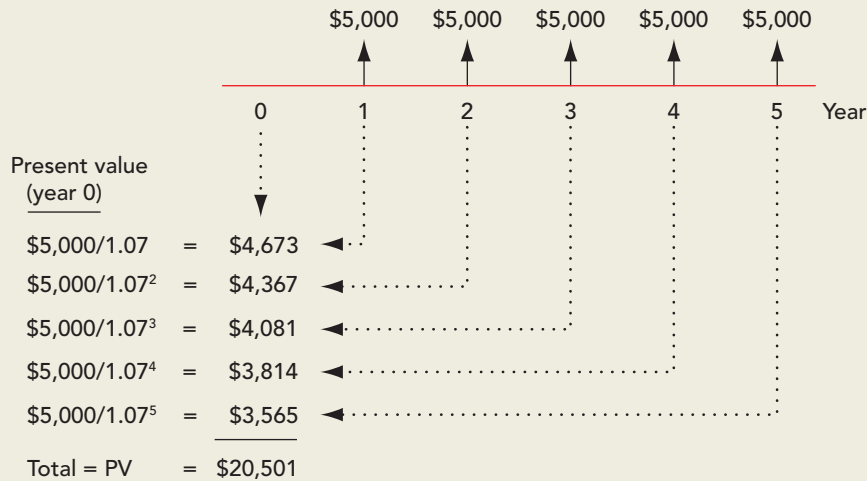 $5,000 $5,000 $5,000 $5,000 $5,000
0 1 2 3 4 5 Year
Present value
(year 0)
$5,000/1.07 = $4,673
$5,000/1.07² = $4,367
$5,000/1.07³ = $4,081
$5,000/1.07⁴ = $3,814
$5,000/1.07⁵ = $3,565
Total = PV = $20,501